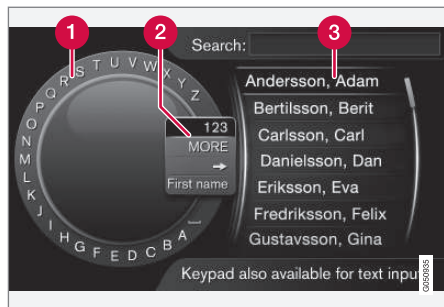 1
2
3
Search:
A B C D E F G H I J K L M N O P Q R S T U V W X Y Z
123
MORE
First name
Andersson, Adam
Bertilsson, Berit
Carlsson, Carl
Danielsson, Dan
Eriksson, Eva
Fredriksson, Felix
Gustavsson, Gina
Keypad also available for text input
G050935